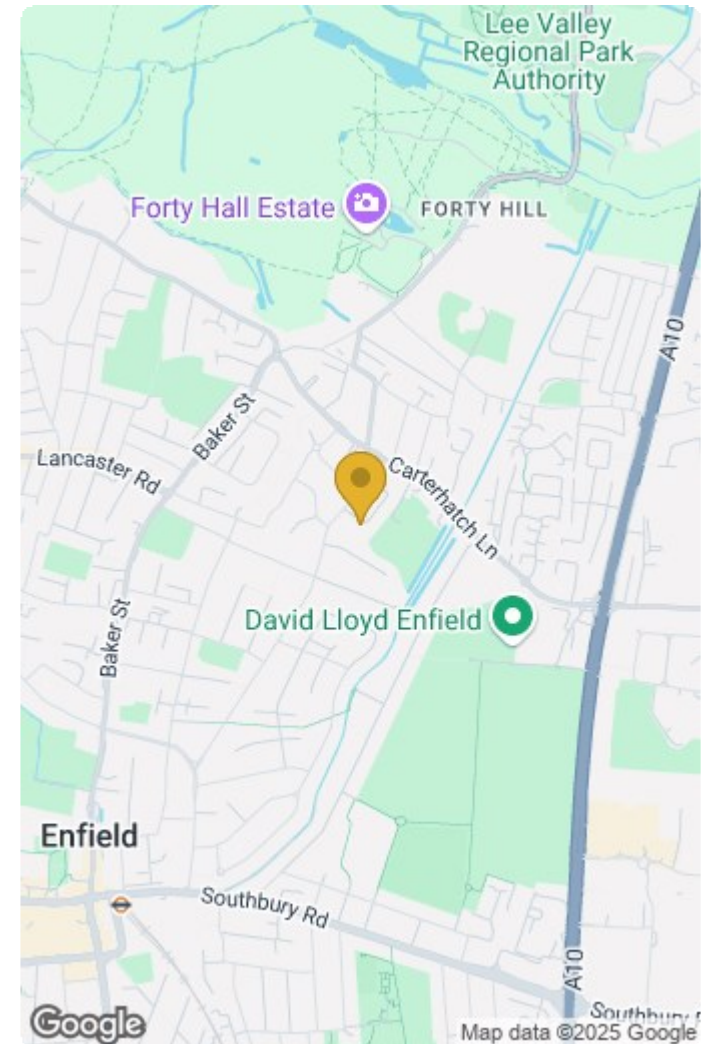 Lee Valley
Regional Park
Authority
Forty Hall Estate
FORTY HILL
A10
Baker St
Lancaster Rd
Carterhatch Ln
David Lloyd Enfield
Baker St
Enfield
Southbury Rd
A10
Southbury
Google
Map data ©2025 Google